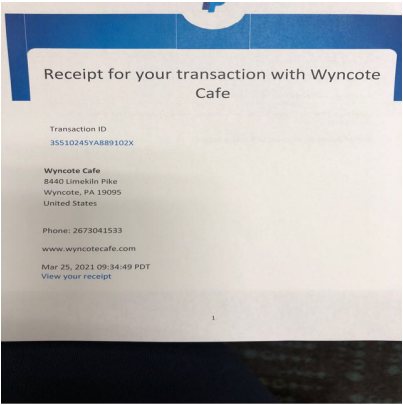 Receipt for your transaction with Wyncote
Cafe
Transaction ID
3S510245YA889102X
Wyncote Cafe
8440 Limekiln Pike
Wyncote, PA 19095
United States
Phone: 2673041533
www.wyncotecafe.com
Mar 25, 2021 09:34:49 PDT
View your receipt
1